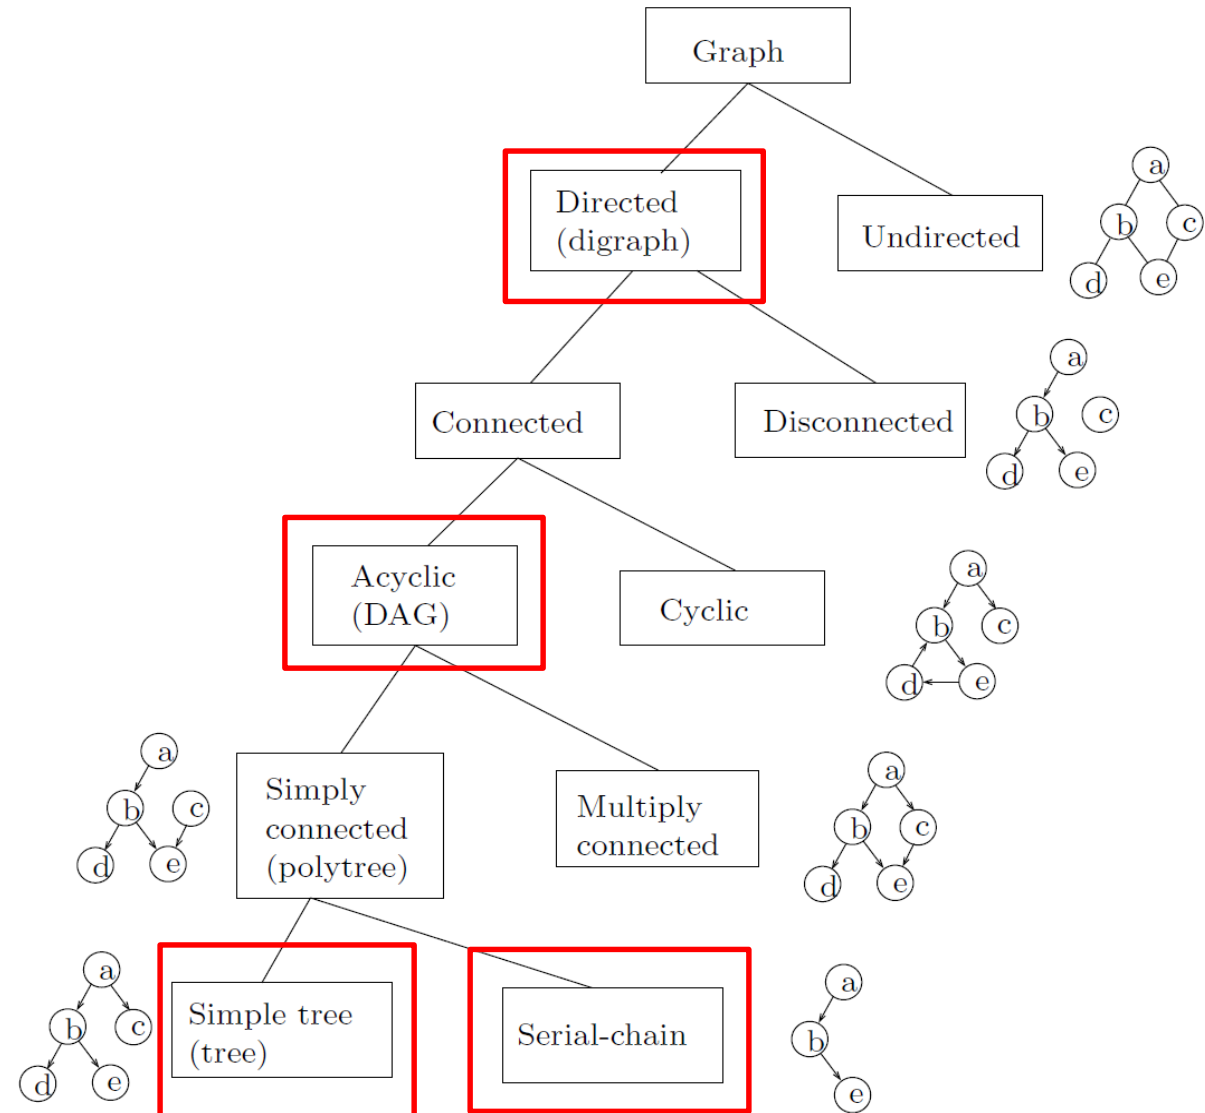 Graph
Directed
(digraph)
Undirected
a
b
c
d
e
Connected
Disconnected
a
b
c
d
e
Acyclic
(DAG)
Cyclic
a
b
c
d
e
a
b
c
d
e
Simply
connected
(polytree)
Multiply
connected
a
b
c
d
e
a
b
c
d
e
Simple tree
(tree)
Serial-chain
a
b
e